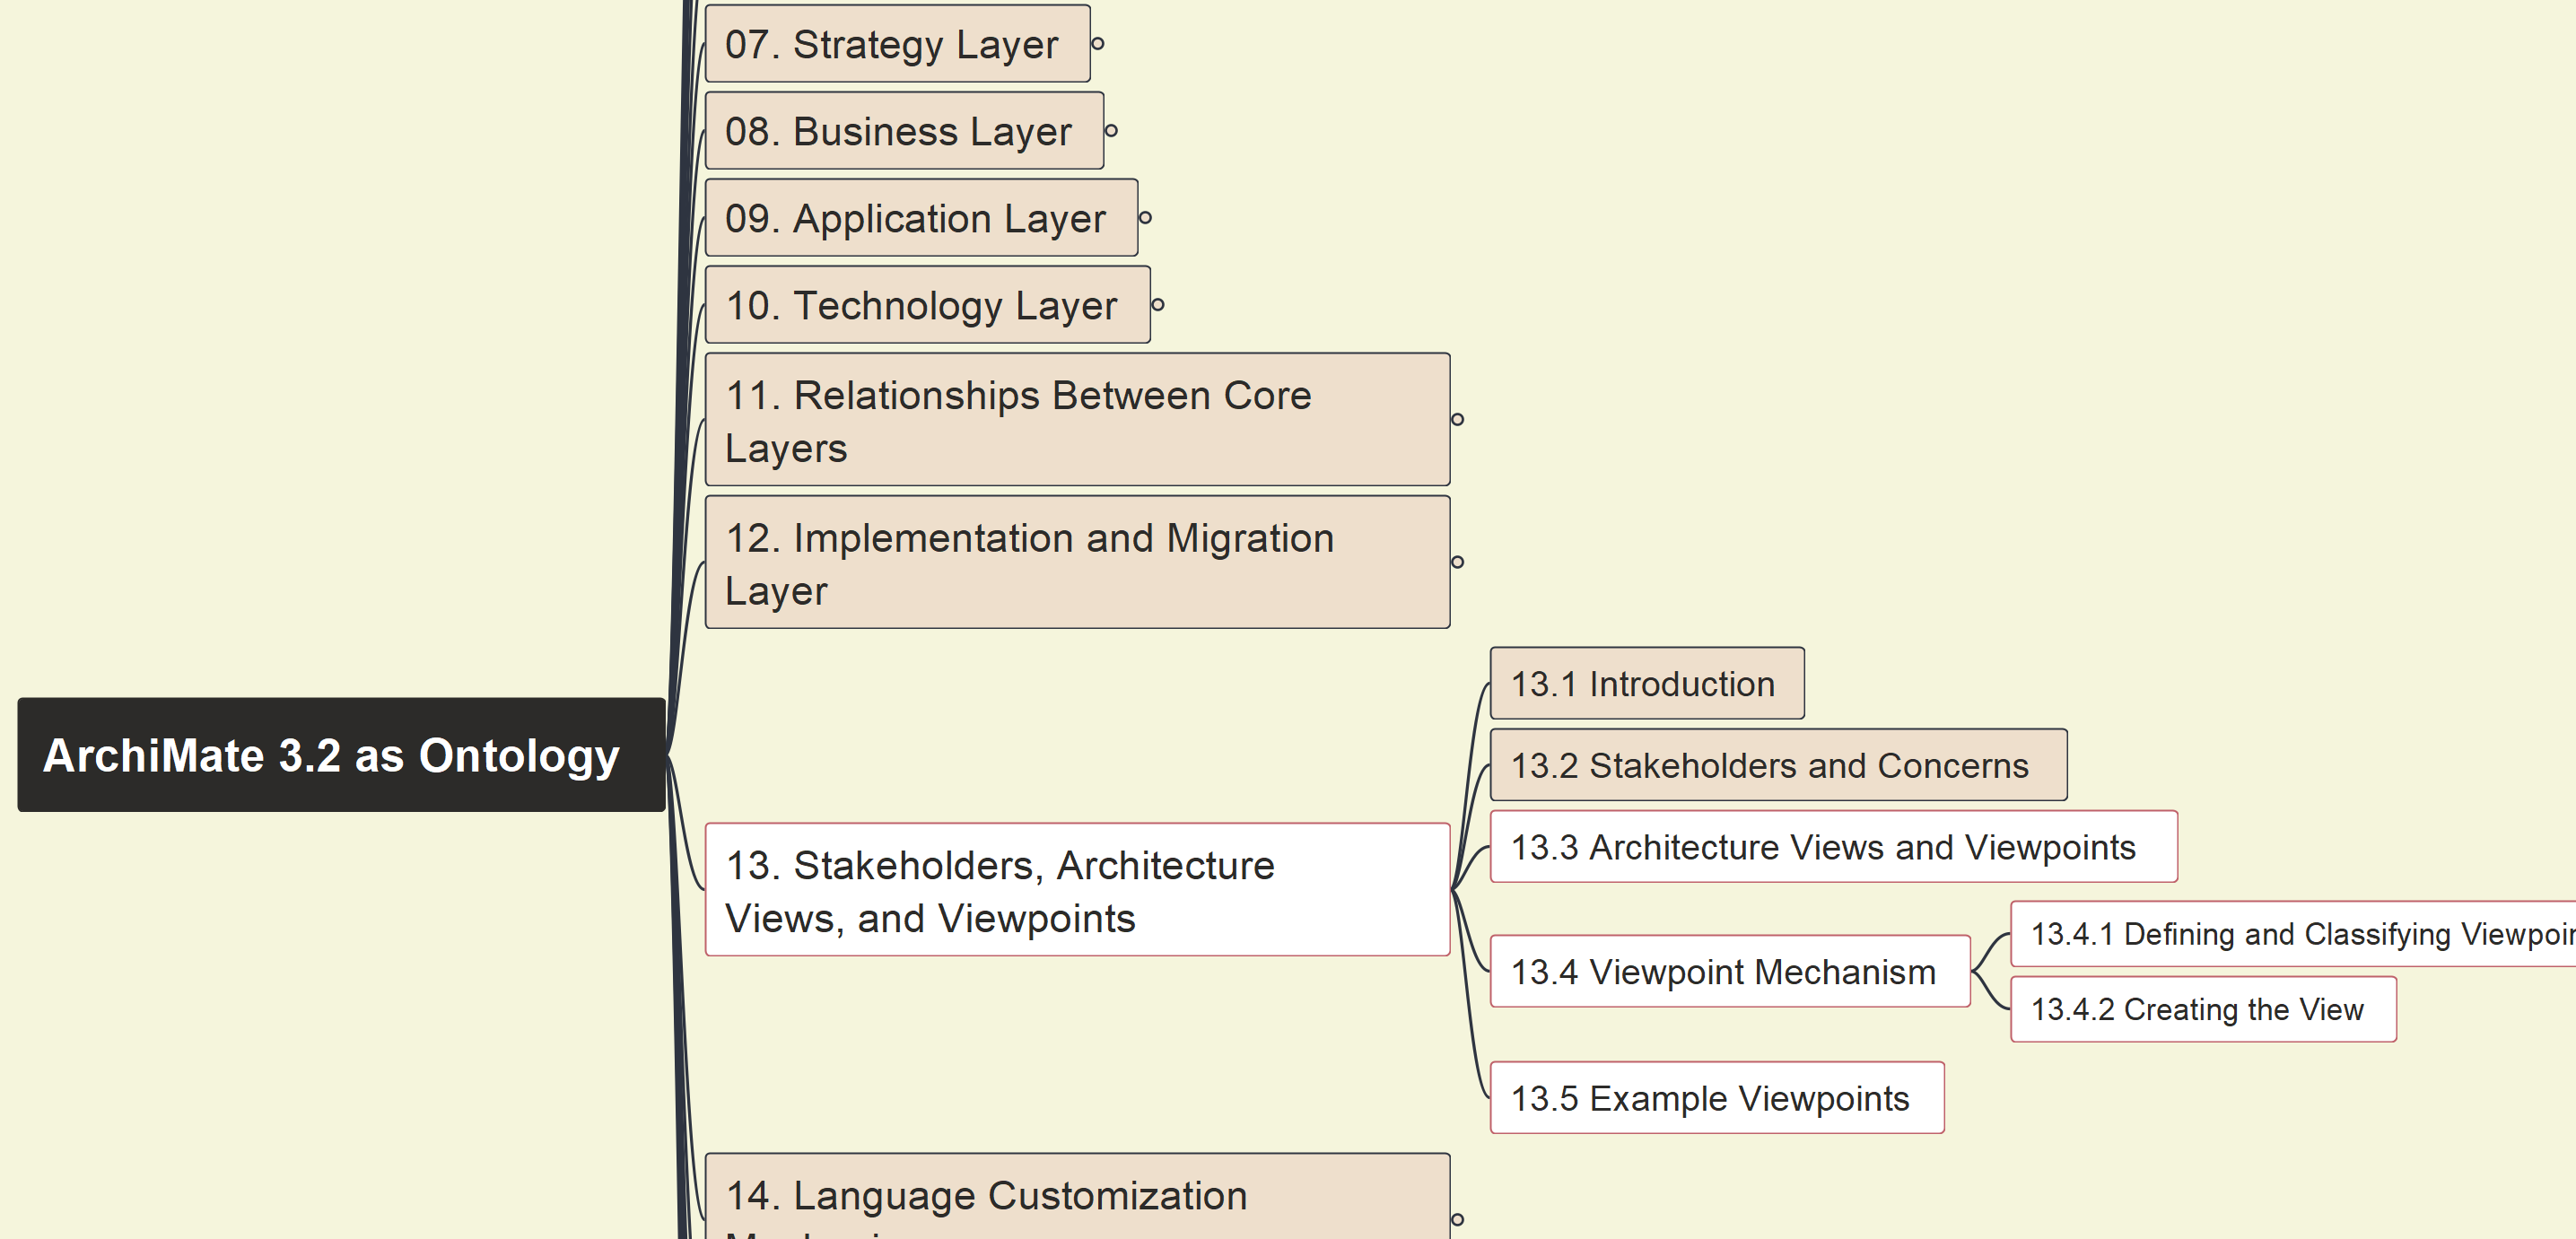 07. Strategy Layer
08. Business Layer
09. Application Layer
10. Technology Layer
11. Relationships Between Core
Layers
12. Implementation and Migration
Layer
ArchiMate 3.2 as Ontology
13. Stakeholders, Architecture
Views, and Viewpoints
13.1 Introduction
13.2 Stakeholders and Concerns
13.3 Architecture Views and Viewpoints
13.4 Viewpoint Mechanism
13.4.1 Defining and Classifying
13.4.2 Creating the View
13.5 Example Viewpoints
14. Language Customization